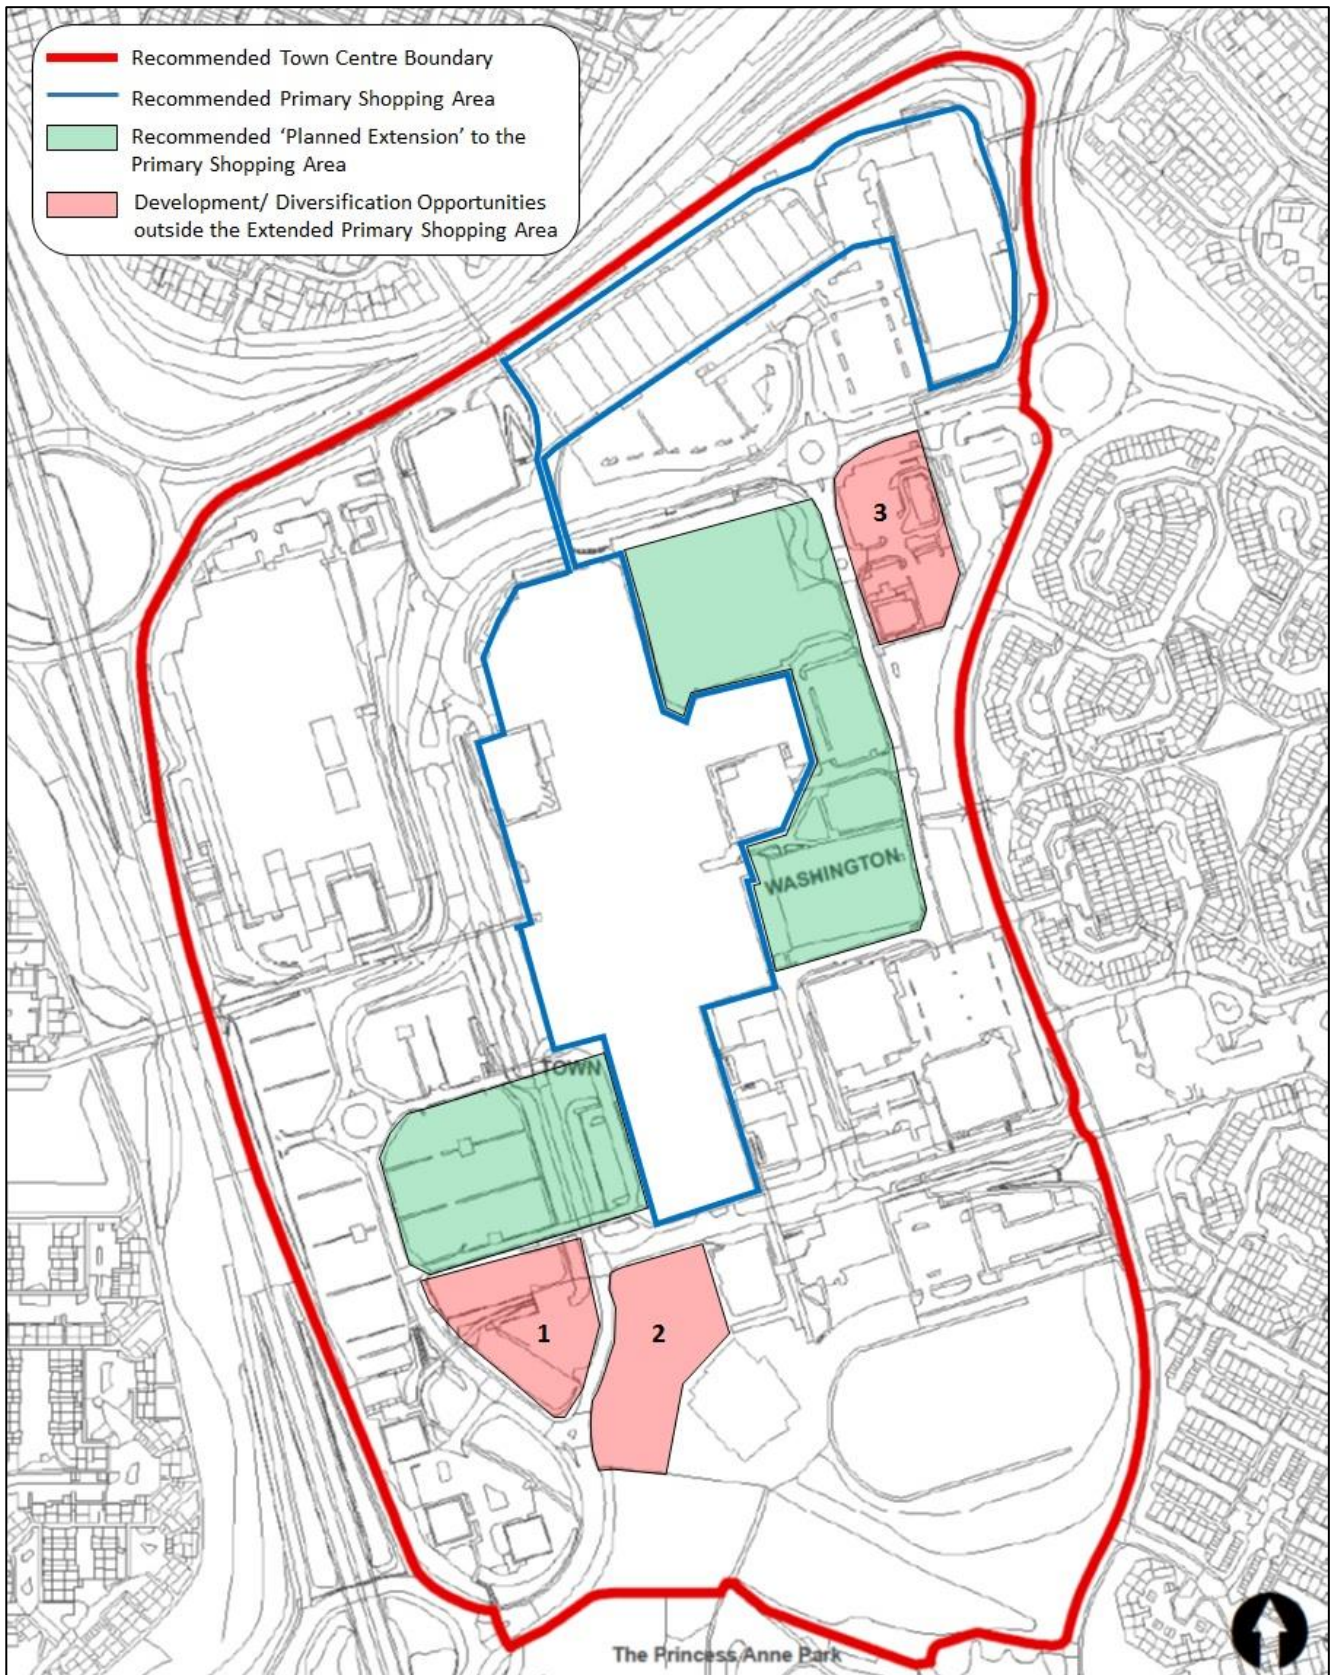 Recommended Town Centre Boundary
Recommended Primary Shopping Area
Recommended ‘Planned Extension’ to the
Primary Shopping Area
Development/ Diversification Opportunities
outside the Extended Primary Shopping Area
3
WASHINGTON
TOWN
1
2
The Princess Anne Park